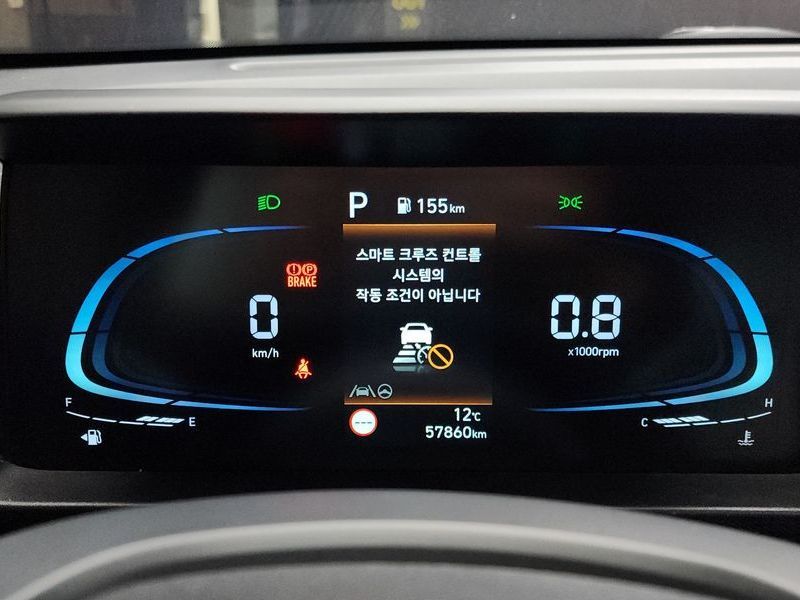 P 155km
스마트 크루즈 컨트롤
시스템의
작동 조건이 아닙니다
P
BRAKE
0
km/h
0.8
x1000rpm
F
E
12℃
57860km
C
H